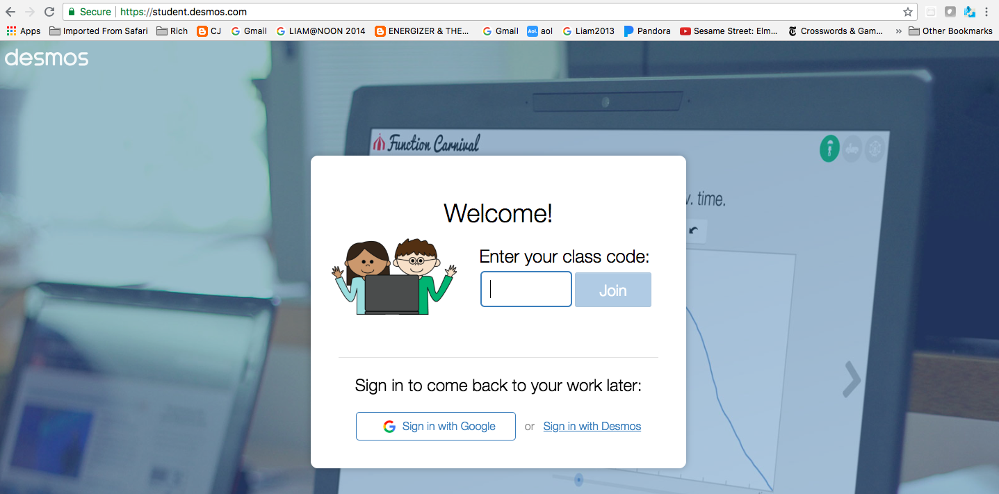 Secure https://student.desmos.com
Apps Imported From Safari Rich CJ Gmail LIAM@NOON 2014 ENERGIZER & THE... Gmail Aol. aol Liam2013 Pandora Sesame Street: Elm... Crosswords & Gam... » Other Bookmarks
desmos
Function Carnival
v. time.
Welcome!
Enter your class code:
Join
Sign in to come back to your work later:
Sign in with Google or Sign in with Desmos